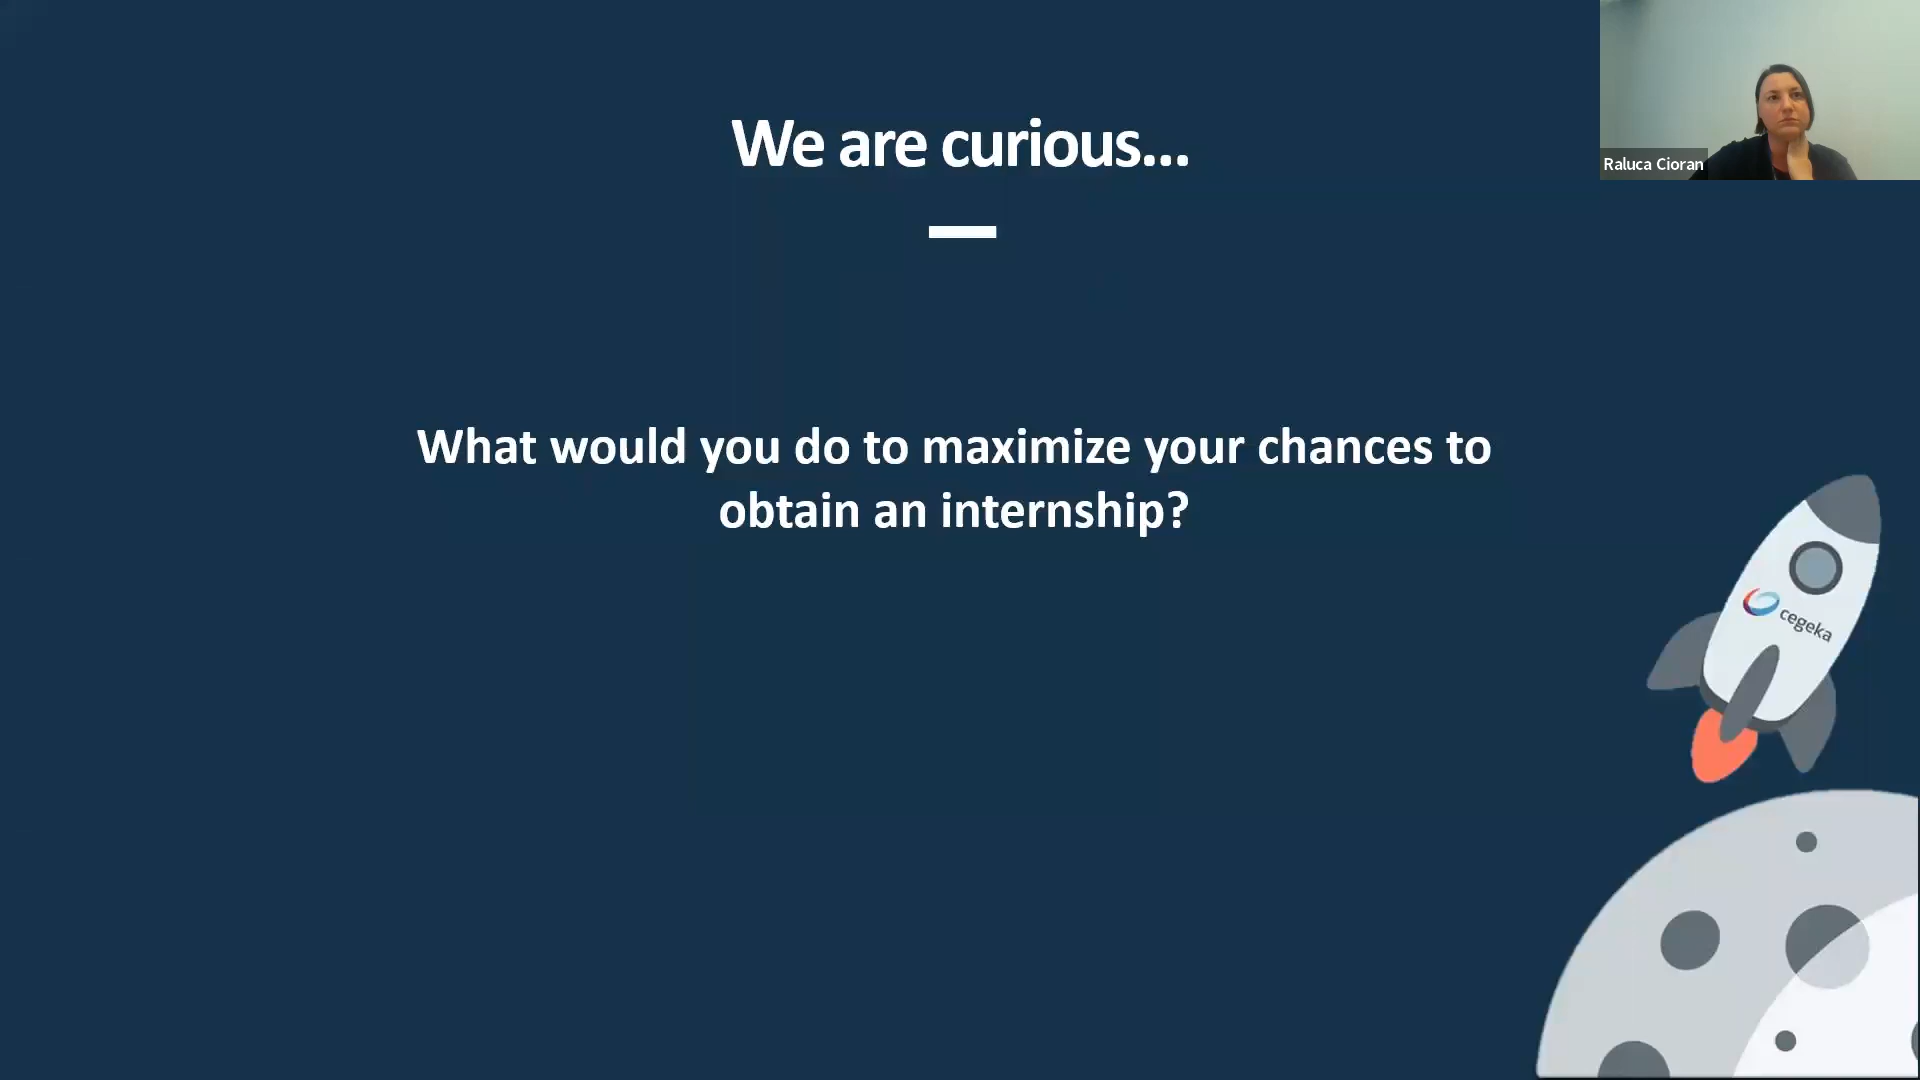 We are curious...
Raluca Cioran
What would you do to maximize your chances to
obtain an internship?
cegeka